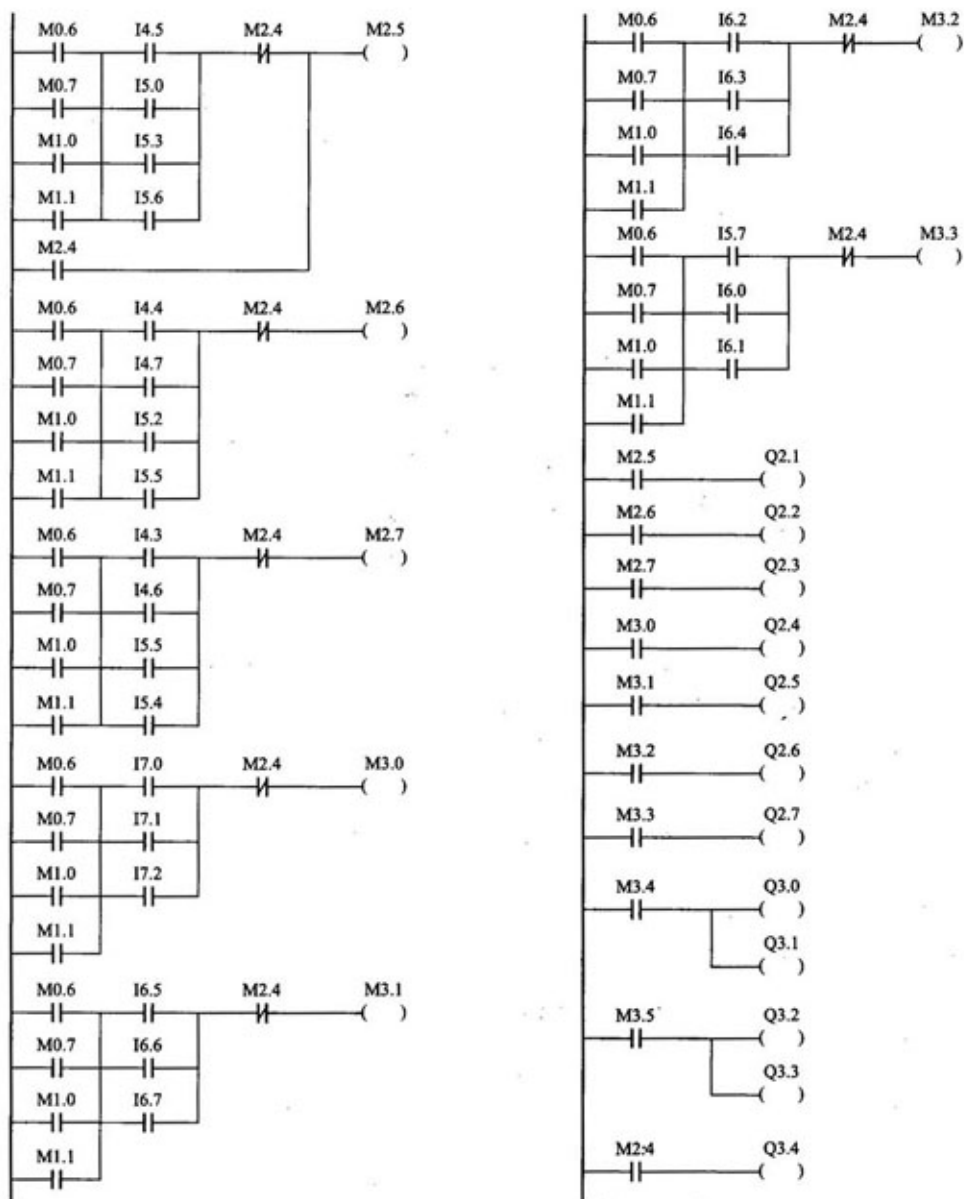 M0.6 I4.5 M2.4 M2.5
M0.7 I5.0
M1.0 I5.3
M1.1 I5.6
M2.4
M0.6 I4.4 M2.4 M2.6
M0.7 I4.7
M1.0 I5.2
M1.1 I5.5
M0.6 I4.3 M2.4 M2.7
M0.7 I4.6
M1.0 I5.5
M1.1 I5.4
M0.6 I7.0 M2.4 M3.0
M0.7 I7.1
M1.0 I7.2
M1.1
M0.6 I6.5 M2.4 M3.1
M0.7 I6.6
M1.0 I6.7
M1.1
M0.6 I6.2 M2.4 M3.2
M0.7 I6.3
M1.0 I6.4
M1.1
M0.6 I5.7 M2.4 M3.3
M0.7 I6.0
M1.0 I6.1
M1.1
M2.5 Q2.1
M2.6 Q2.2
M2.7 Q2.3
M3.0 Q2.4
M3.1 Q2.5
M3.2 Q2.6
M3.3 Q2.7
M3.4 Q3.0
Q3.1
M3.5 Q3.2
Q3.3
M2.4 Q3.4